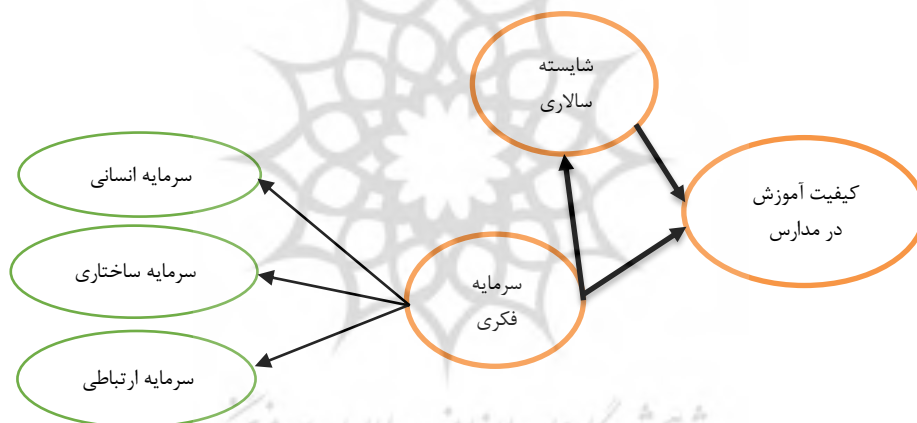 شایسته
سالاری
سرمایه انسانی
کیفیت آموزش
در مدارس
سرمایه ساختاری
سرمایه
فکری
سرمایه ارتباطی